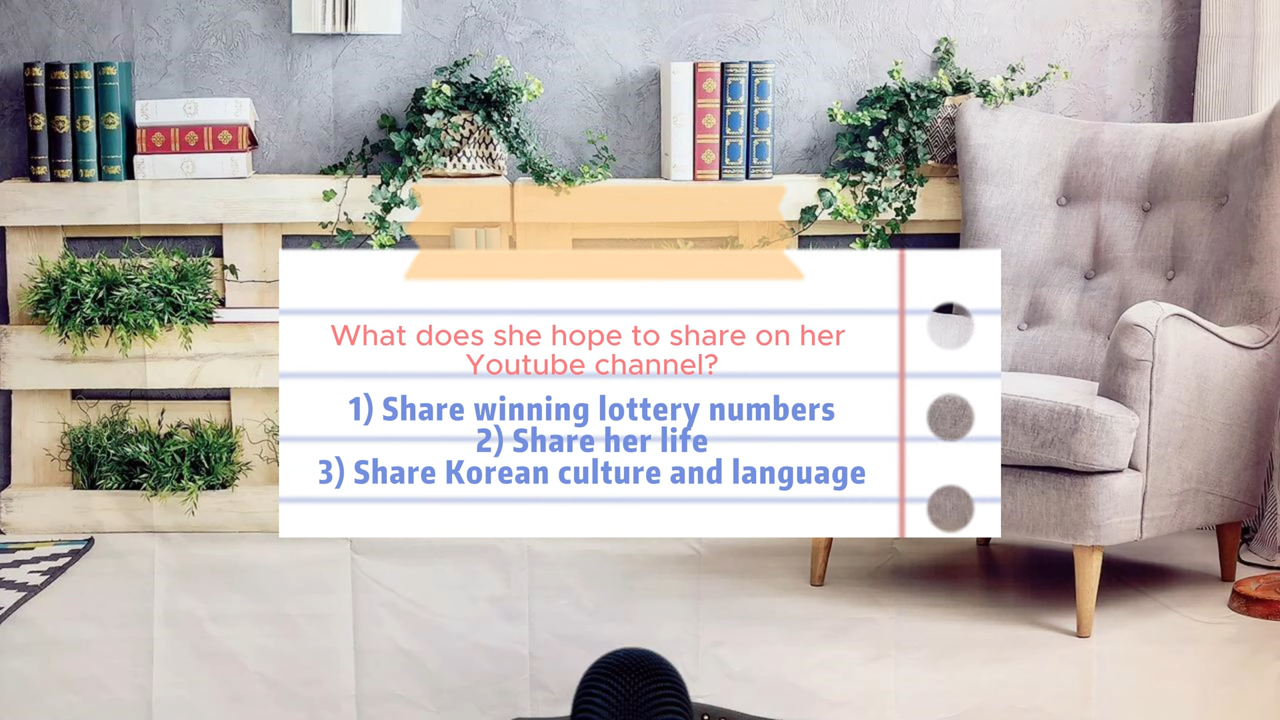 What does she hope to share on her
Youtube channel?
1) Share winning lottery numbers
2) Share her life
3) Share Korean culture and language